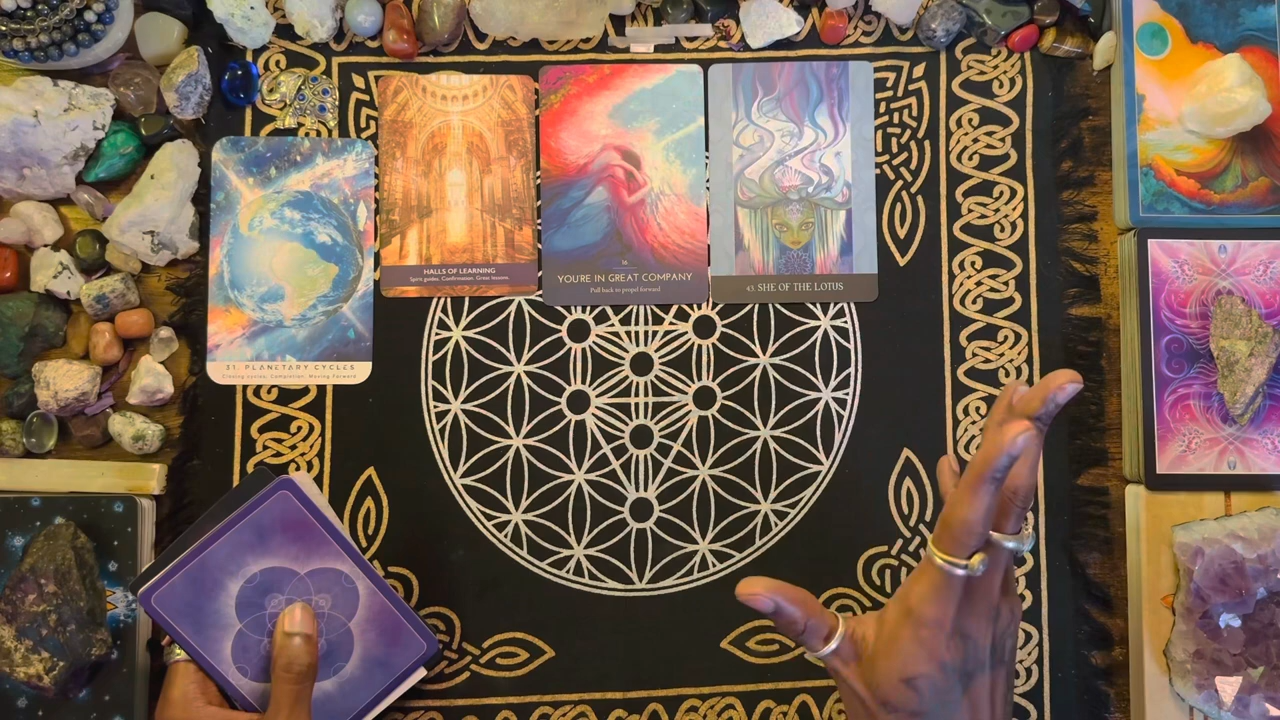 31. PLANETARY CYCLES
Closing cycles, Completion, Moving Forward
HALLS OF LEARNING
Spirit guides. Confirmation. Great lessons.
16
YOU'RE IN GREAT COMPANY
Pull back to propel forward
43. SHE OF THE LOTUS